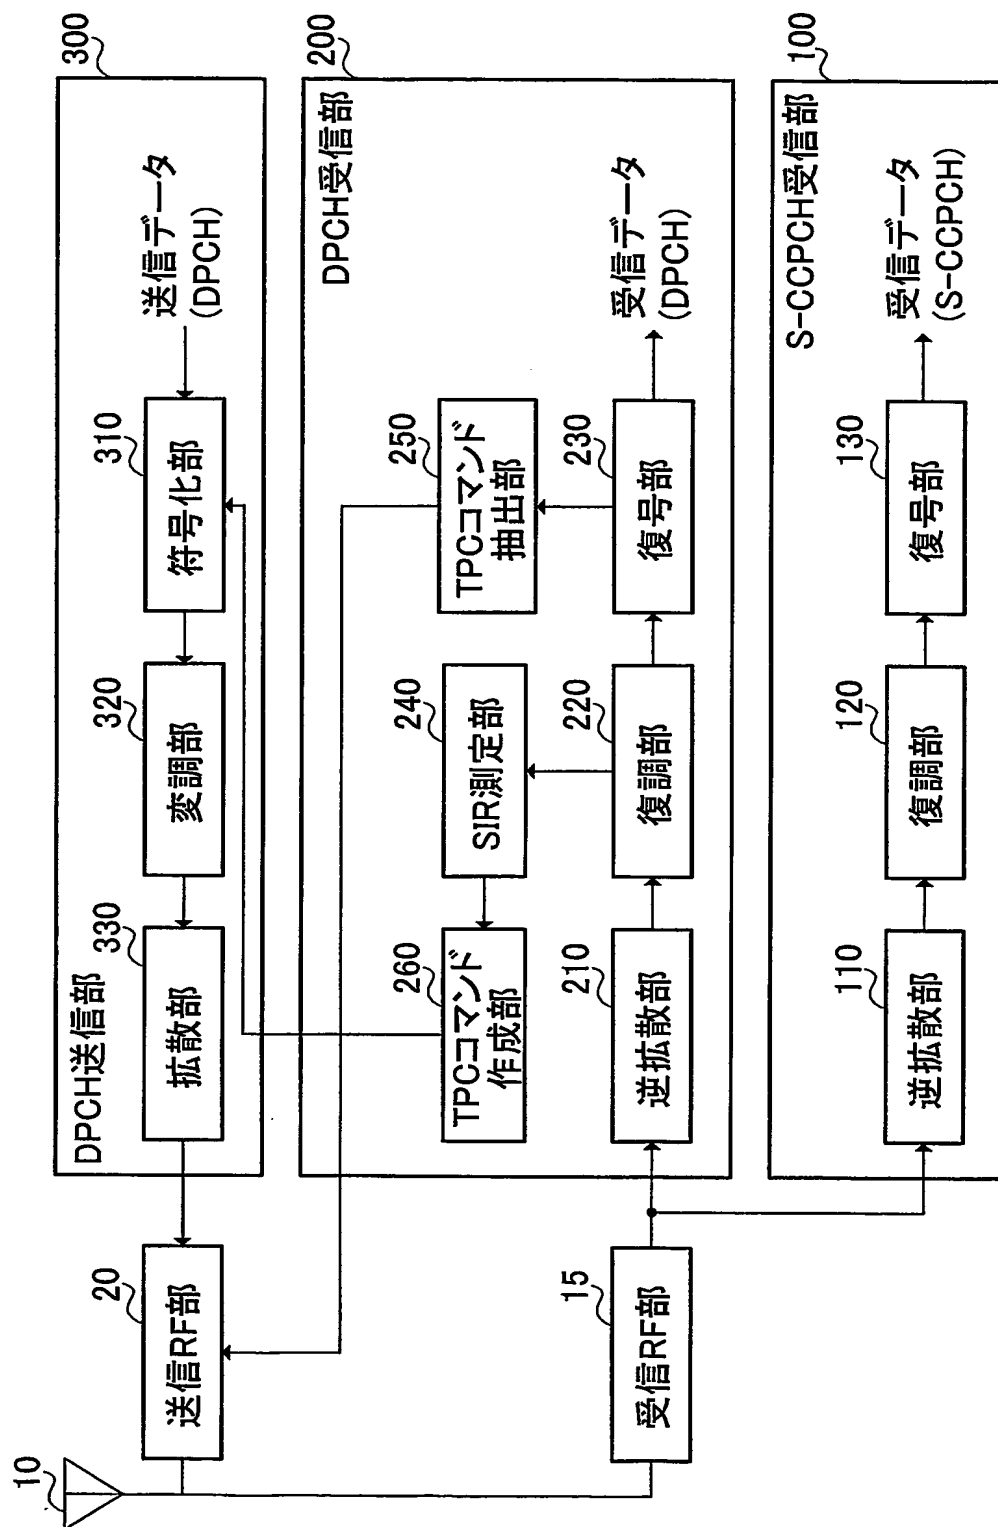 10
20
送信RF部
15
受信RF部
300
DPCH送信部
330
拡散部
320
変調部
310
符号化部
送信データ
(DPCH)
200
DPCH受信部
260
TPCコマンド
作成部
240
SIR測定部
250
TPCコマンド
抽出部
210
逆拡散部
220
復調部
230
復号部
受信データ
(DPCH)
100
S-CCPCH受信部
110
逆拡散部
120
復調部
130
復号部
受信データ
(S-CCPCH)